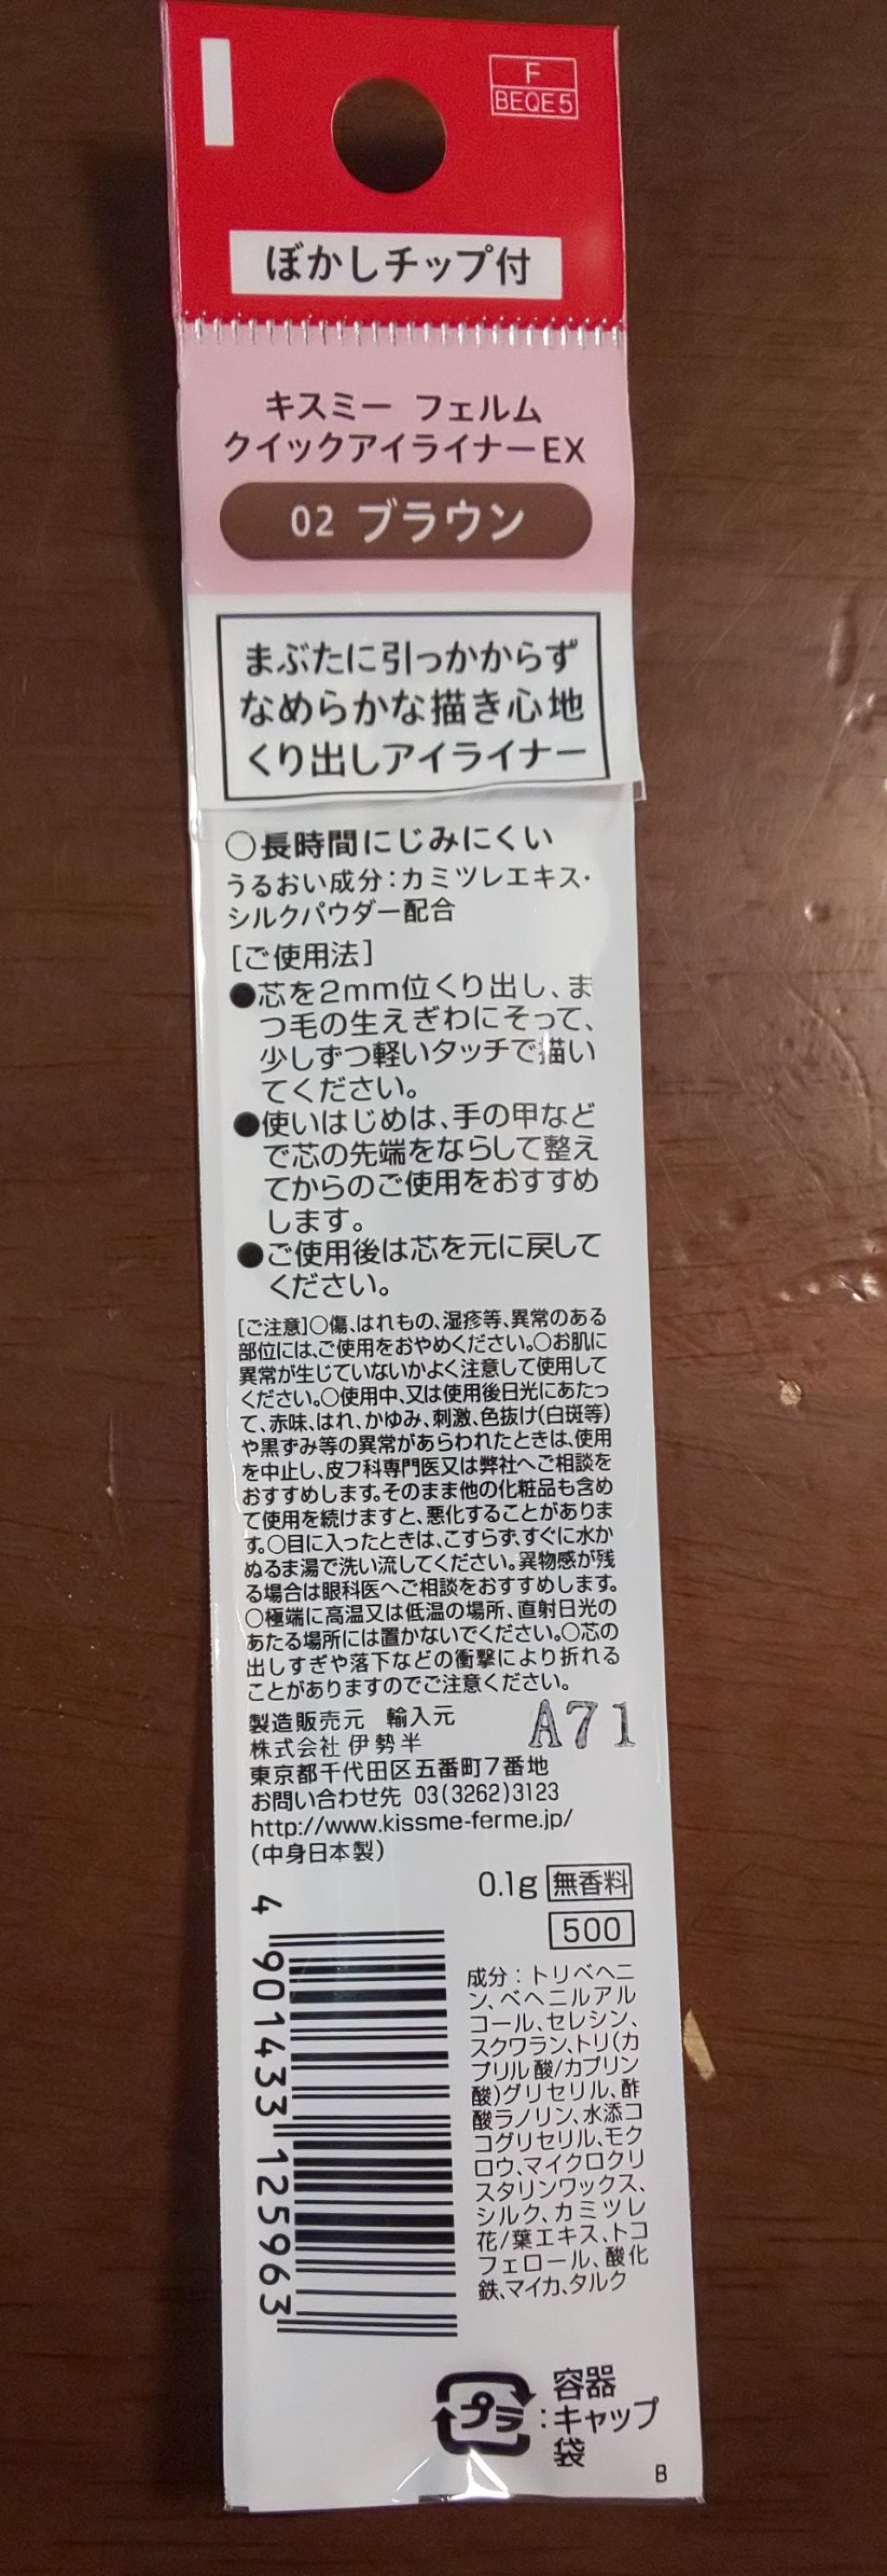 F
BEQE5
ぼかしチップ付
キスミー フェルム
クイックアイライナーEX
02 ブラウン
まぶたに引っかからず
なめらかな描き心地
くり出しアイライナー
○長時間にじみにくい
うるおい成分:カミツレエキス・
シルクパウダー配合
[ご使用法]
●芯を2mm位くり出し、ま
つ毛の生えぎわにそって、
少しずつ軽いタッチで描い
てください。
●使いはじめは、手の甲など
で芯の先端をならして整え
てからのご使用をおすすめ
します。
●ご使用後は芯を元に戻して
ください。
[ご注意]○傷、はれもの、湿疹等、異常のある
部位には、ご使用をおやめください。○お肌に
異常が生じていないかよく注意して使用して
ください。○使用中、又は使用後日光にあたっ
て、赤味、はれ、かゆみ、刺激、色抜け(白斑等)
や黒ずみ等の異常があらわれたときは、使用
を中止し、皮フ科専門医又は弊社へご相談を
おすすめします。そのまま他の化粧品も含め
て使用を続けますと、悪化することがありま
す。○目に入ったときは、こすらず、すぐに水か
ぬるま湯で洗い流してください。異物感が残
る場合は眼科医へご相談をおすすめします。
○極端に高温又は低温の場所、直射日光の
あたる場所には置かないでください。○芯の
出しすぎや落下などの衝撃により折れる
ことがありますのでご注意ください。
製造販売元 輸入元
株式会社 伊勢半
A71
東京都千代田区五番町7番地
お問い合わせ先 03(3262)3123
http://www.kissme-ferme.jp/
(中身日本製)
0.1g 無香料
500
4 901433 125963
成分:トリベヘニ
ン、ベヘニルアル
コール、セレシン、
スクワラン、トリ(カ
プリル酸/カプリン
酸)グリセリル、酢
酸ラノリン、水添コ
コグリセリル、モク
ロウ、マイクロクリ
スタリンワックス、
シルク、カミツレ
花/葉エキス、トコ
フェロール、酸化
鉄、マイカ、タルク
プラ
容器
:キャップ
袋
B